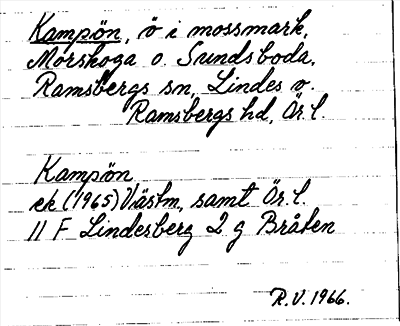 Kampön, ö i mossmark,
Morskoga o. Sundsboda,
Ramsbergs sn, Lindes o.
Ramsbergs hd, Ör. l.
Kampön
ek (1965) Västm., samt Ör. l.
11 F Lindesberg 2 g Bråten
R.V. 1966.